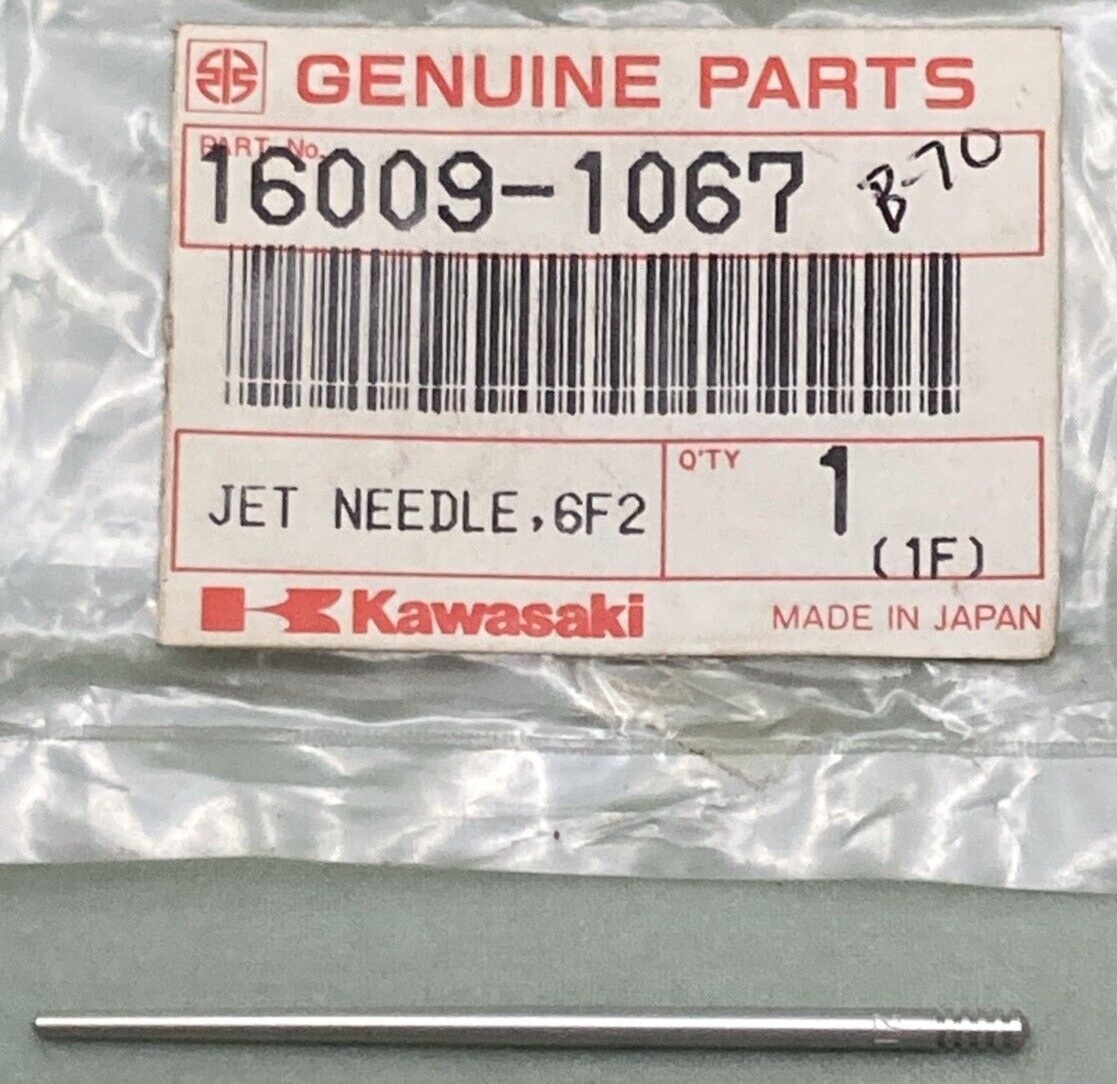 GENUINE PARTS
PART No.
16009-1067 B-70
JET NEEDLE,6F2
Q'TY
1
(1F)
Kawasaki
MADE IN JAPAN